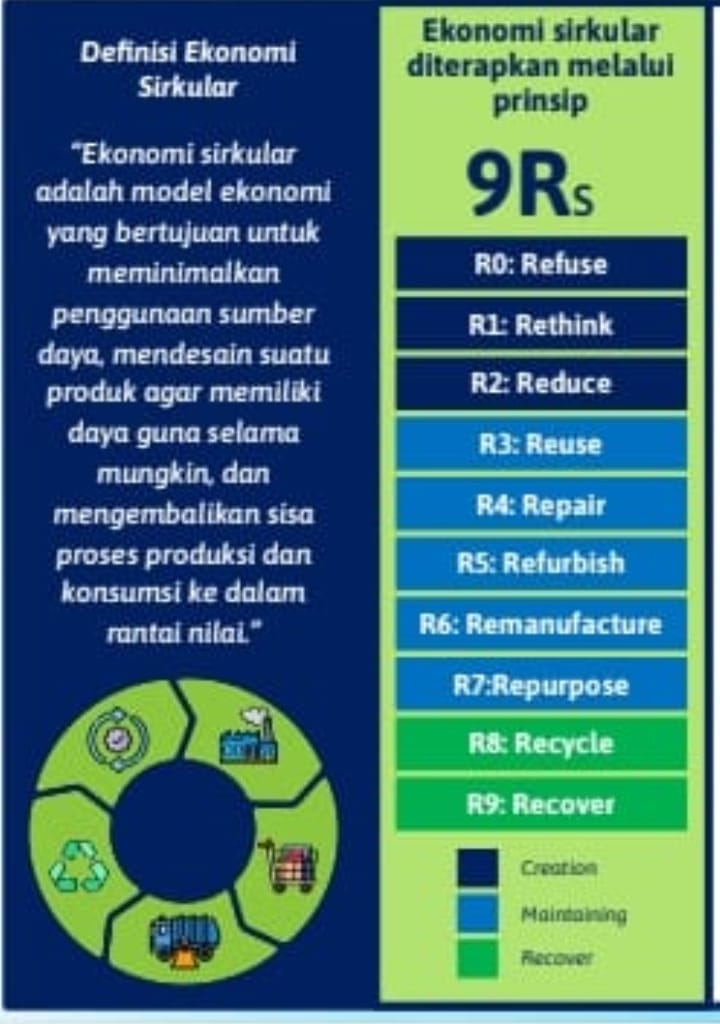 Definisi Ekonomi
Sirkular
“Ekonomi sirkular
adalah model ekonomi
yang bertujuan untuk
meminimalkan
penggunaan sumber
daya, mendesain suatu
produk agar memiliki
daya guna selama
mungkin, dan
mengembalikan sisa
proses produksi dan
konsumsi ke dalam
rantai nilai.”
Ekonomi sirkular
diterapkan melalui
prinsip
9Rs
R0: Refuse
R1: Rethink
R2: Reduce
R3: Reuse
R4: Repair
R5: Refurbish
R6: Remanufacture
R7:Repurpose
R8: Recycle
R9: Recover
Creation
Maintaining
Recover